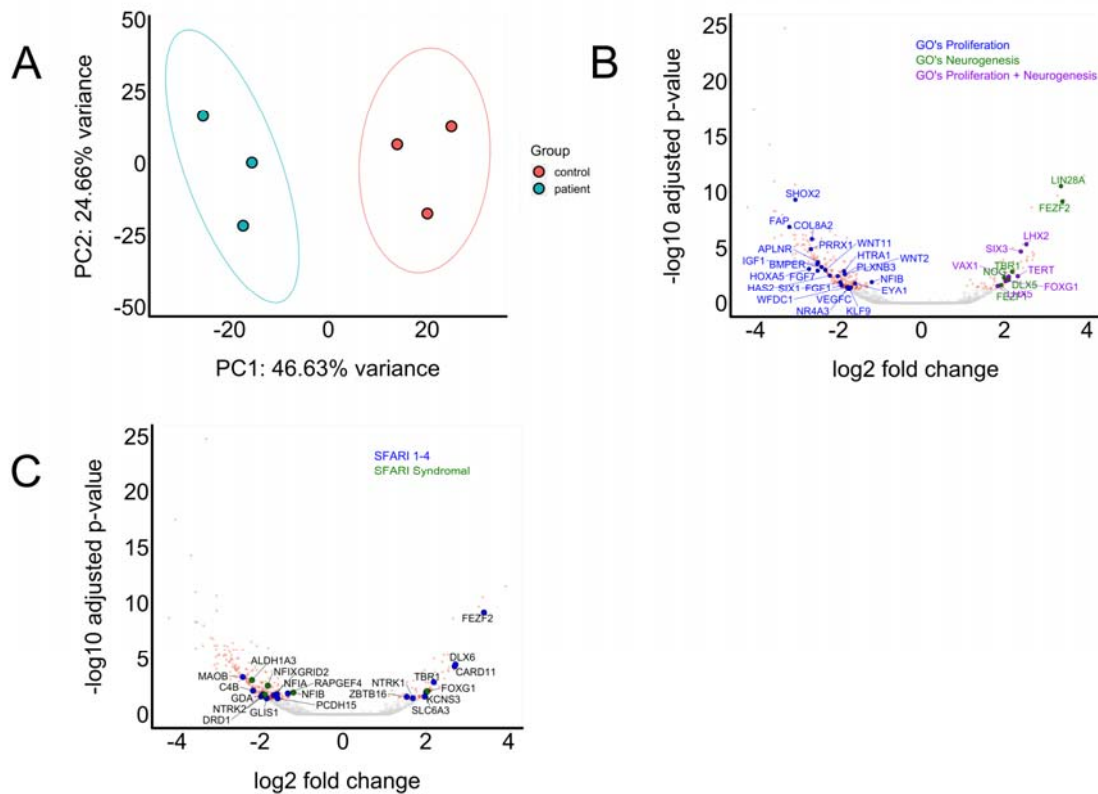 A
50
25
0
-25
-50
PC2: 24.66% variance
-20
0
20
PC1: 46.63% variance
Group
control
patient
B
25
20
15
10
5
0
-log10 adjusted p-value
GO's Proliferation
GO's Neurogenesis
GO's Proliferation + Neurogenesis
LIN28A
FEZF2
SHOX2
FAP
COL8A2
LHX2
SIX3
APLNR
PRRX1
WNT11
HTRA1
WNT2
IGF1
BMPER
PLXNB3
VAX1
TBR1
NOG
TERT
HOXA5
FGF7
NFIB
DLX5
FOXG1
HAS2
SIX1
FGF1
EYA1
LHX5
FEZF1
WFDC1
VEGFC
NR4A3
KLF9
-4
-2
0
2
4
log2 fold change
C
25
20
15
10
5
0
-log10 adjusted p-value
SFARI 1-4
SFARI Syndromal
FEZF2
DLX6
CARD11
ALDH1A3
MAOB
NFIX
GRID2
TBR1
C4B
NFIA
RAPGEF4
NTRK1
FOXG1
GDA
NFIB
ZBTB16
KCNS3
NTRK2
GLIS1
PCDH15
SLC6A3
DRD1
-4
-2
0
2
4
log2 fold change